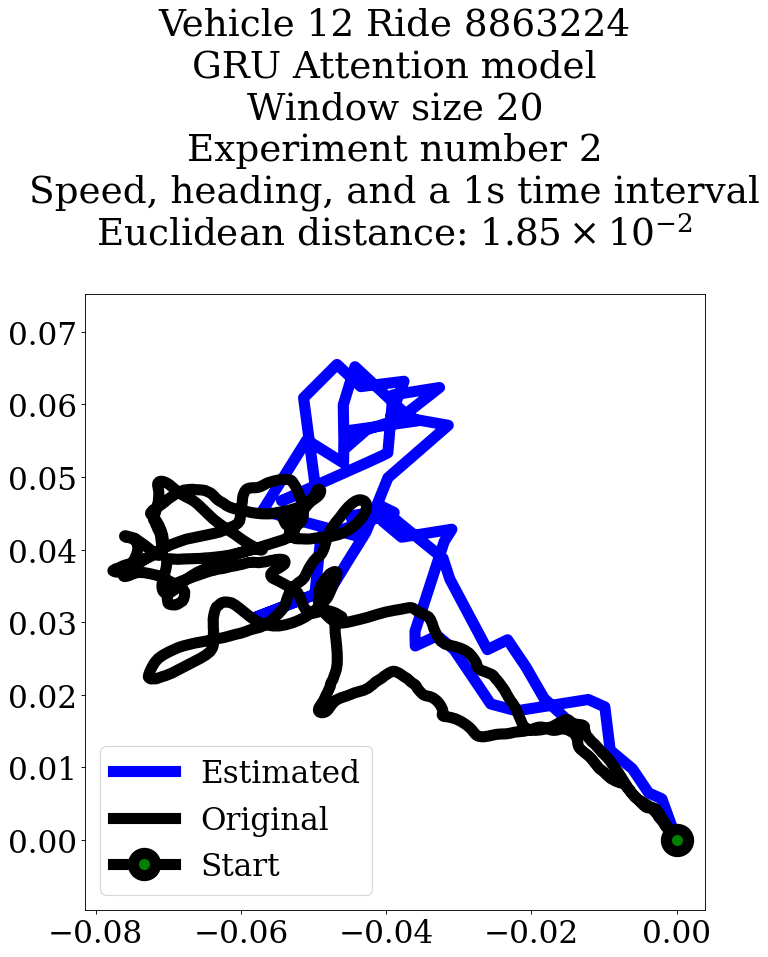 Vehicle 12 Ride 8863224
GRU Attention model
Window size 20
Experiment number 2
Speed, heading, and a 1s time interval
Euclidean distance: 1.85 × 10⁻²
0.07
0.06
0.05
0.04
0.03
0.02
0.01
0.00
Estimated
Original
Start
−0.08 −0.06 −0.04 −0.02 0.00